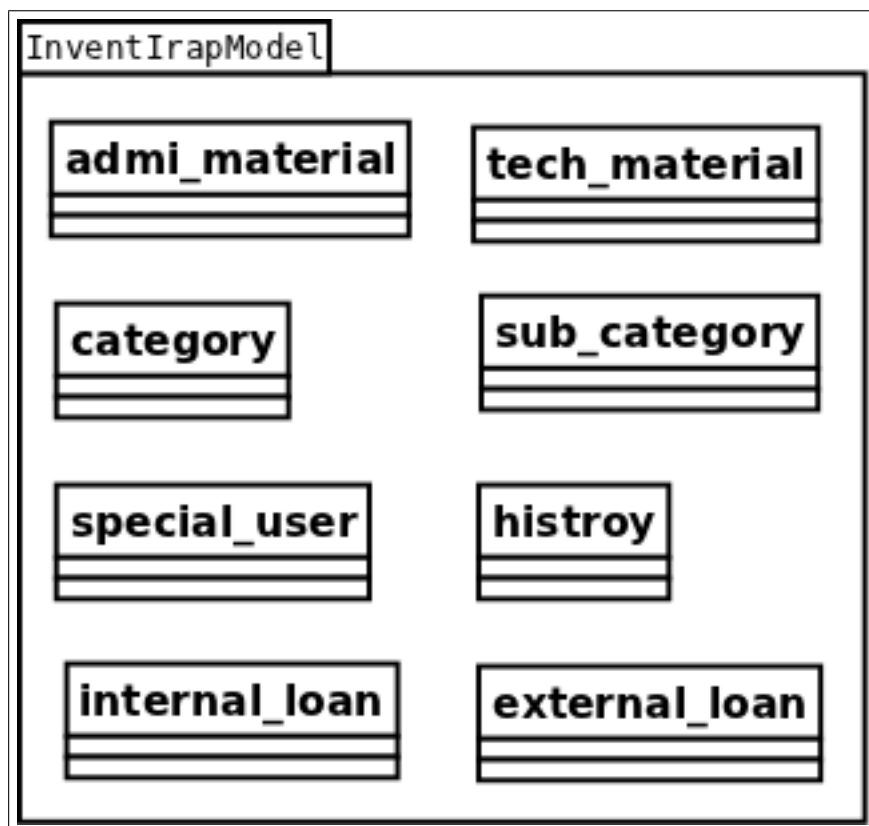 InventIrapModel
admi_material
tech_material
category
sub_category
special_user
histroy
internal_loan
external_loan